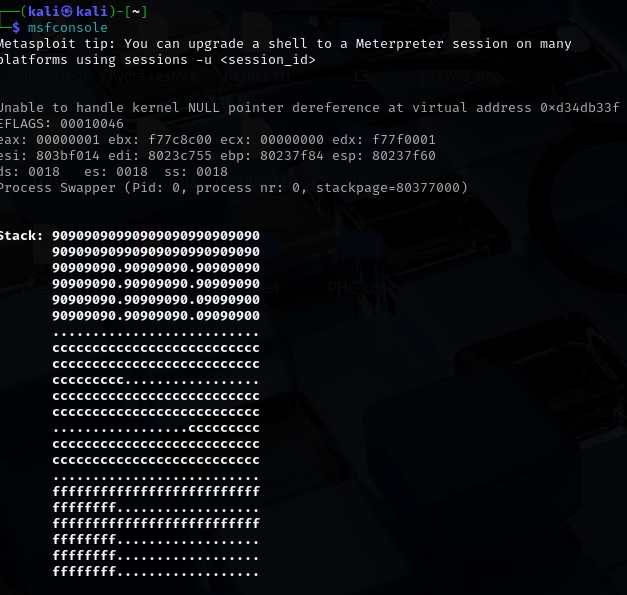 (kali㉿kali)-[~]
$ msfconsole
Metasploit tip: You can upgrade a shell to a Meterpreter session on many
platforms using sessions -u <session_id>
Unable to handle kernel NULL pointer dereference at virtual address 0xd34db33f
EFLAGS: 00010046
eax: 00000001 ebx: f77c8c00 ecx: 00000000 edx: f77f0001
esi: 803bf014 edi: 8023c755 ebp: 80237f84 esp: 80237f60
ds: 0018   es: 0018  ss: 0018
Process Swapper (Pid: 0, process nr: 0, stackpage=80377000)
Stack: 90909090990909090990909090
90909090990909090990909090
90909090.90909090.90909090
90909090.90909090.90909090
90909090.90909090.09090900
90909090.90909090.09090900
..........................
cccccccccccccccccccccccccc
cccccccccccccccccccccccccc
ccccccccc.................
cccccccccccccccccccccccccc
cccccccccccccccccccccccccc
.................ccccccccc
cccccccccccccccccccccccccc
cccccccccccccccccccccccccc
..........................
ffffffffffffffffffffffffff
ffffffff..................
ffffffffffffffffffffffffff
ffffffff..................
ffffffff..................
ffffffff..................